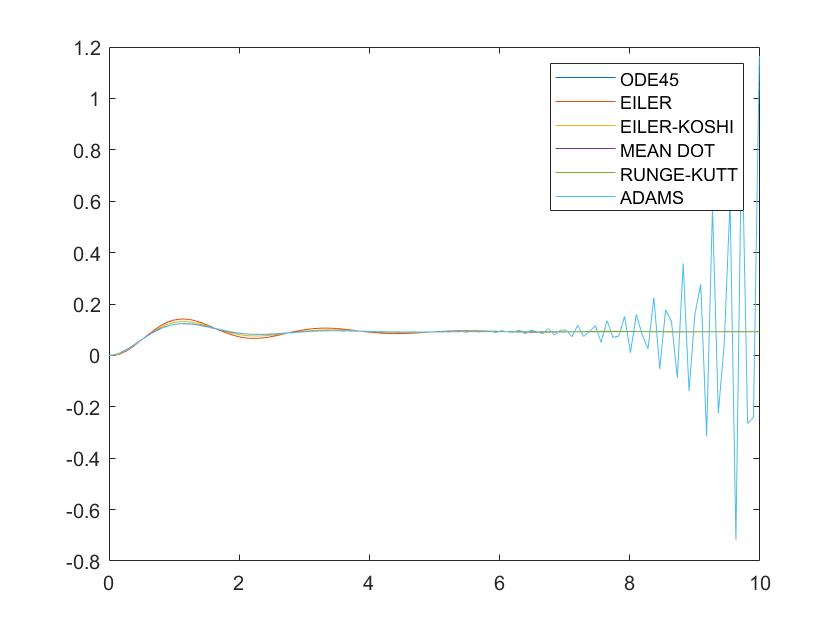 1.2
1
0.8
0.6
0.4
0.2
0
-0.2
-0.4
-0.6
-0.8
0
2
4
6
8
10
ODE45
EILER
EILER-KOSHI
MEAN DOT
RUNGE-KUTT
ADAMS